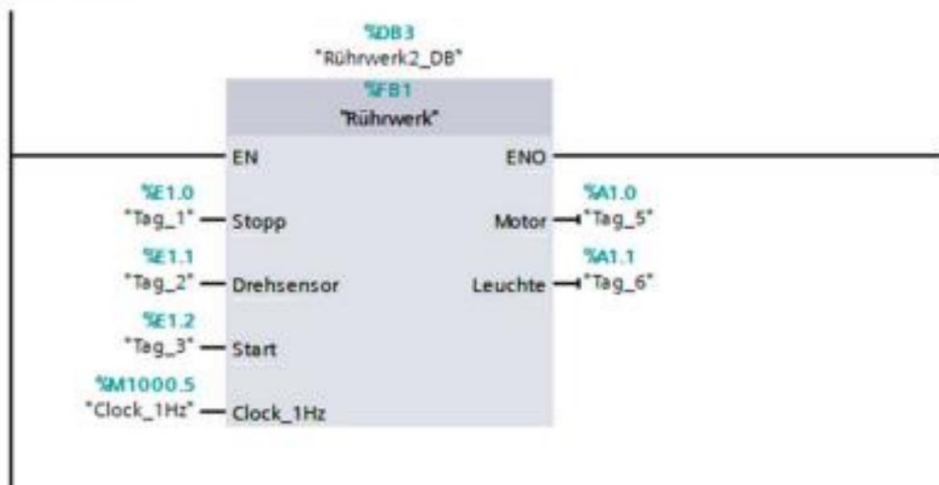 %DB3
"Rührwerk2_DB"
%FB1
"Rührwerk"
EN ENO
%E1.0
"Tag_1" Stopp
%A1.0
Motor "Tag_5"
%E1.1
"Tag_2" Drehsensor
%A1.1
Leuchte "Tag_6"
%E1.2
"Tag_3" Start
%M1000.5
"Clock_1Hz" Clock_1Hz